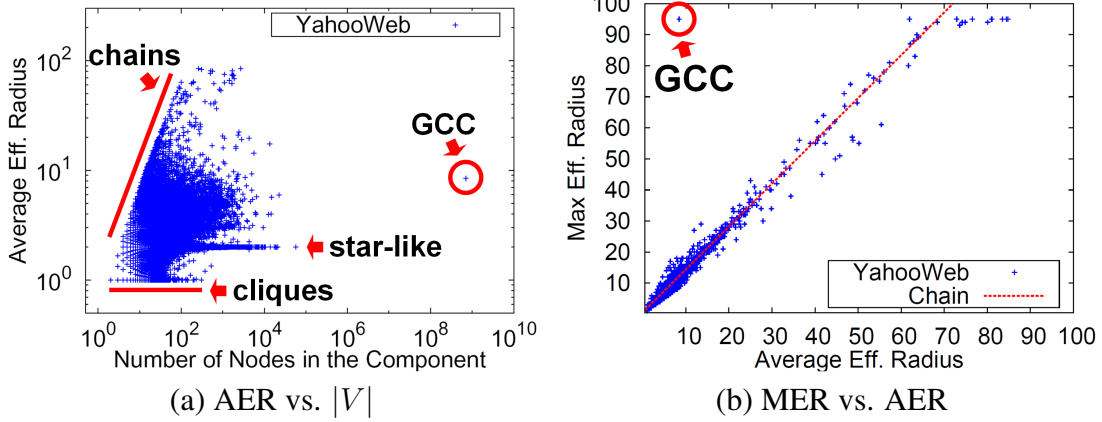 YahooWeb
10^2
10^1
10^0
Average Eff. Radius
chains
GCC
star-like
cliques
10^0 10^2 10^4 10^6 10^8 10^10
Number of Nodes in the Component
(a) AER vs. |V|
100
90
80
70
60
50
40
30
20
10
Max Eff. Radius
GCC
YahooWeb
Chain
10 20 30 40 50 60 70 80 90 100
Average Eff. Radius
(b) MER vs. AER